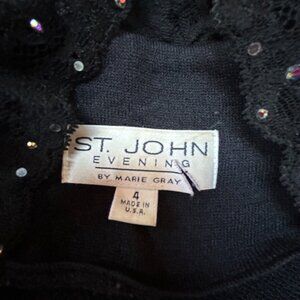 ST. JOHN
EVENING
BY MARIE GRAY
4
MADE IN
U.S.A.